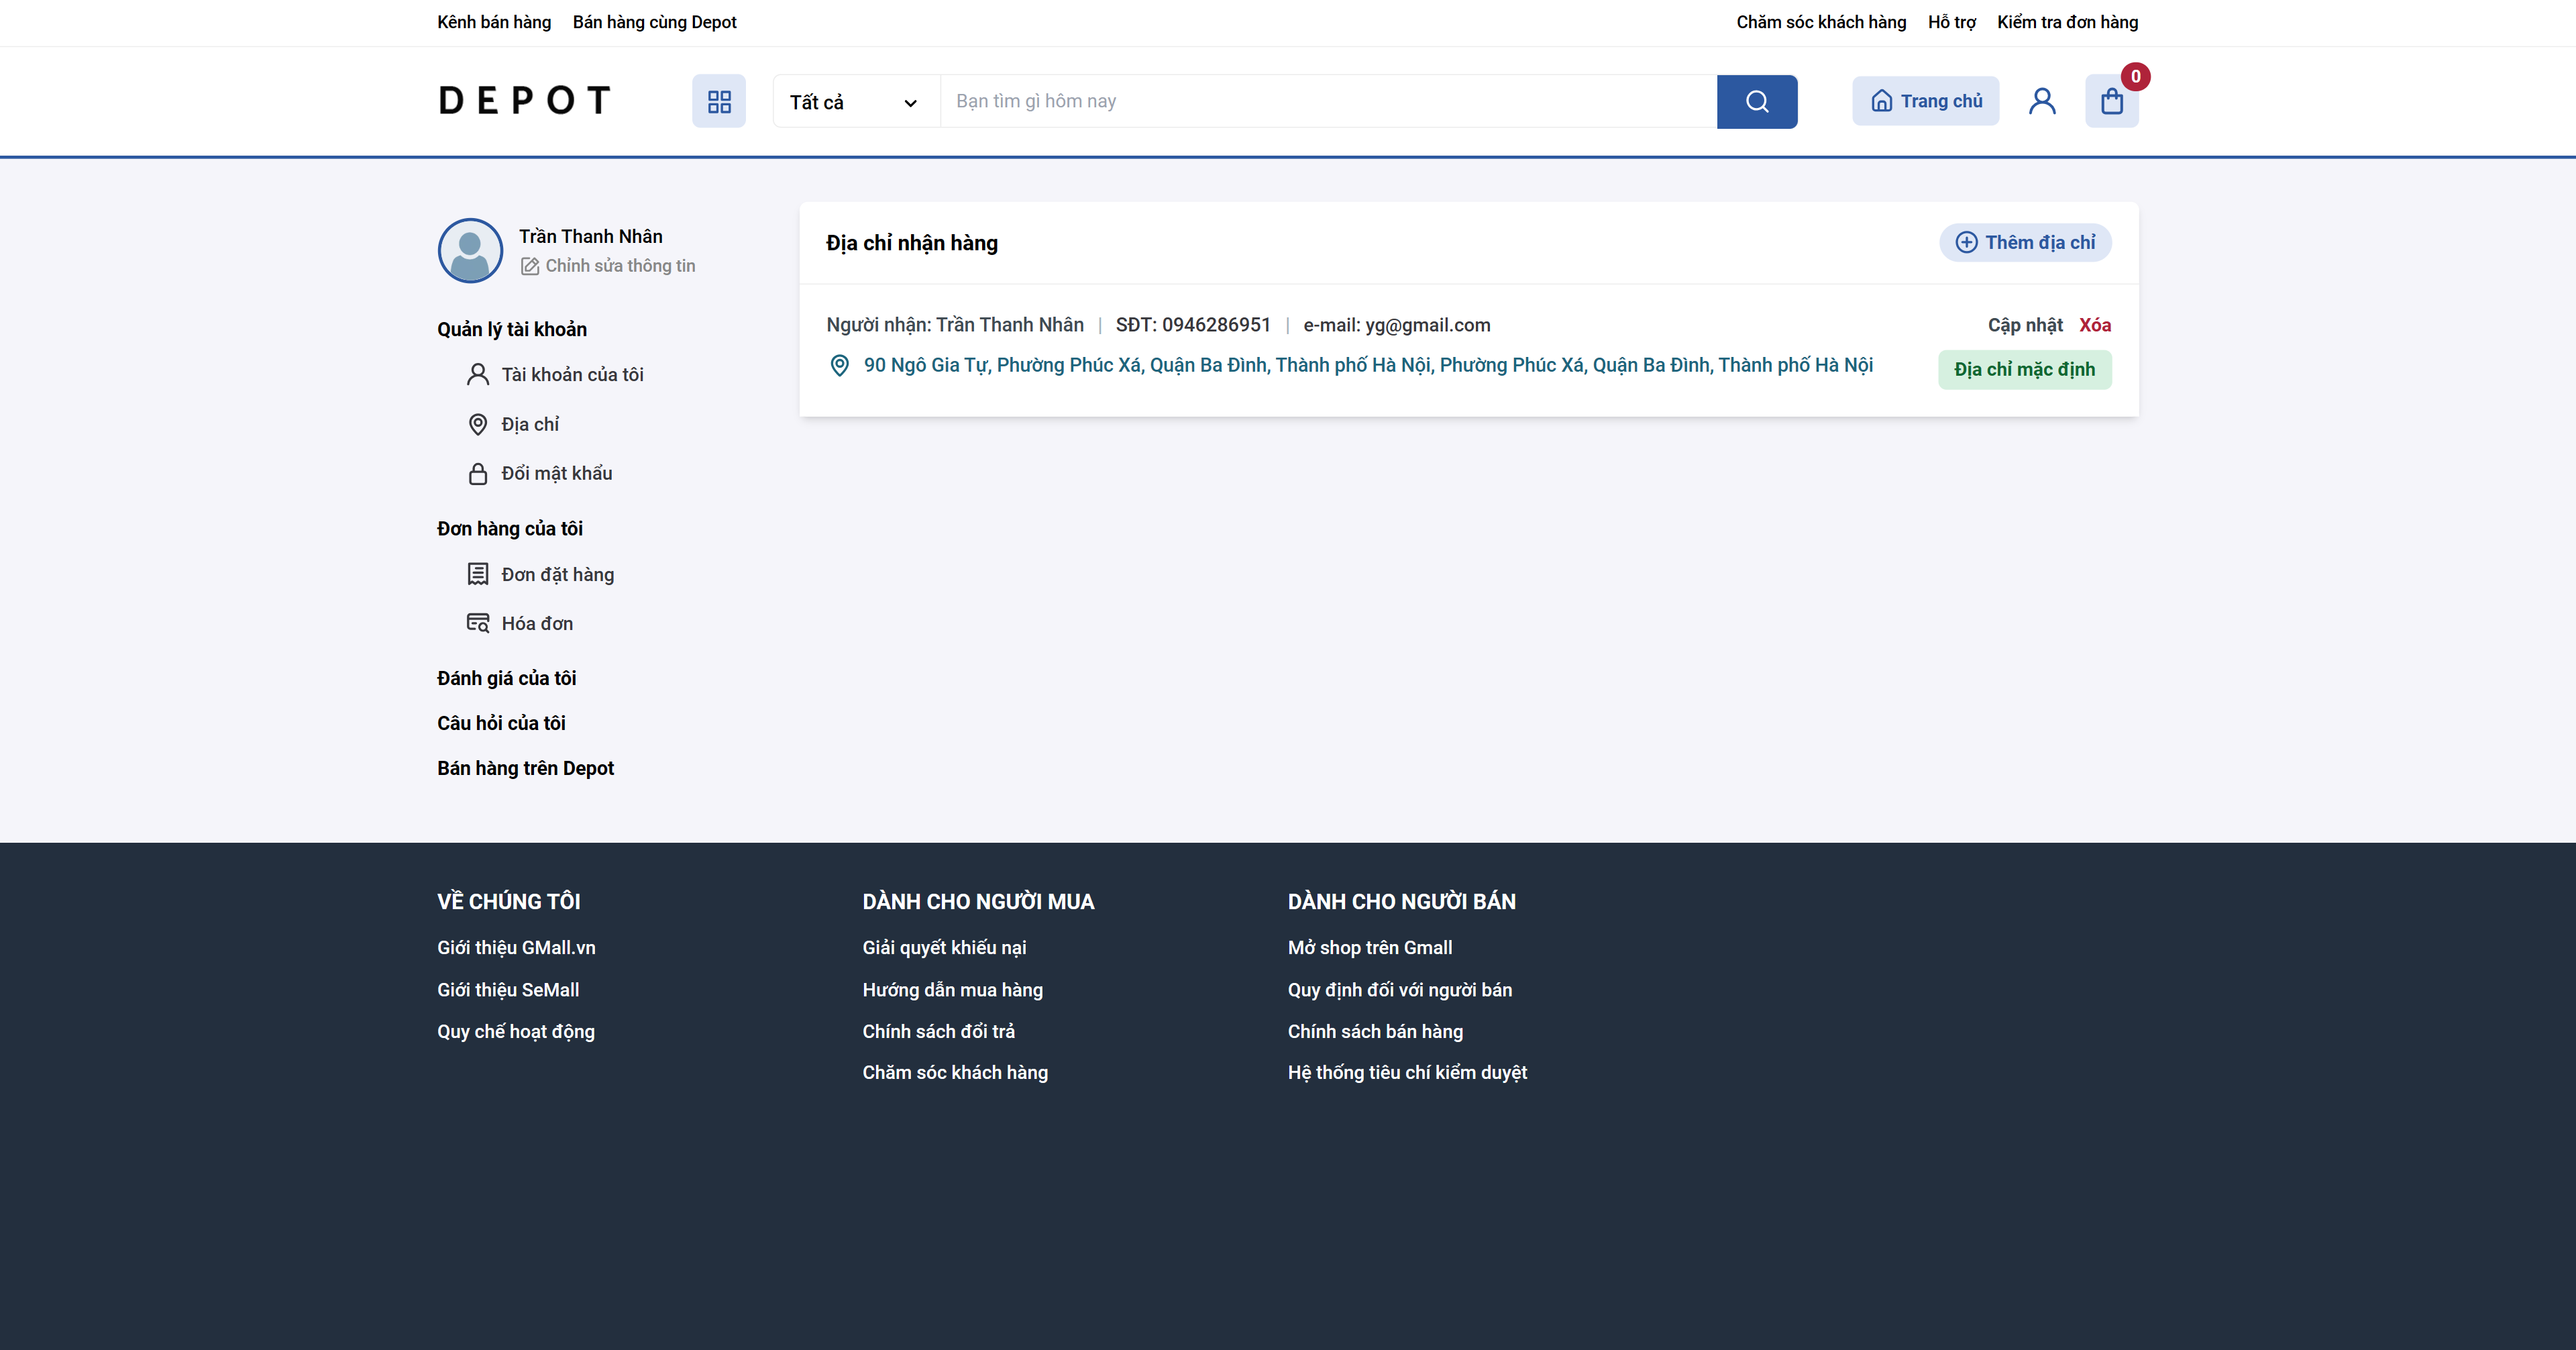 Kênh bán hàng Bán hàng cùng Depot Chăm sóc khách hàng Hỗ trợ Kiểm tra đơn hàng
DEPOT Tất cả Bạn tìm gì hôm nay Trang chủ 0
Trần Thanh Nhân
Chỉnh sửa thông tin
Quản lý tài khoản
Tài khoản của tôi
Địa chỉ
Đổi mật khẩu
Đơn hàng của tôi
Đơn đặt hàng
Hóa đơn
Đánh giá của tôi
Câu hỏi của tôi
Bán hàng trên Depot
Địa chỉ nhận hàng Thêm địa chỉ
Người nhận: Trần Thanh Nhân | SĐT: 0946286951 | e-mail: yg@gmail.com Cập nhật Xóa
90 Ngô Gia Tự, Phường Phúc Xá, Quận Ba Đình, Thành phố Hà Nội, Phường Phúc Xá, Quận Ba Đình, Thành phố Hà Nội Địa chỉ mặc định
VỀ CHÚNG TÔI
Giới thiệu GMall.vn
Giới thiệu SeMall
Quy chế hoạt động
DÀNH CHO NGƯỜI MUA
Giải quyết khiếu nại
Hướng dẫn mua hàng
Chính sách đổi trả
Chăm sóc khách hàng
DÀNH CHO NGƯỜI BÁN
Mở shop trên Gmall
Quy định đối với người bán
Chính sách bán hàng
Hệ thống tiêu chí kiểm duyệt